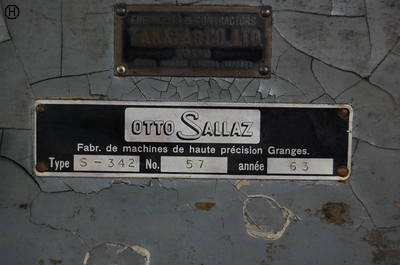 H
ENGINEERS & CONTRACTORS
OTTO SALLAZ
Fabr. de machines de haute précision Granges.
Type S-342 No. 57 année 63